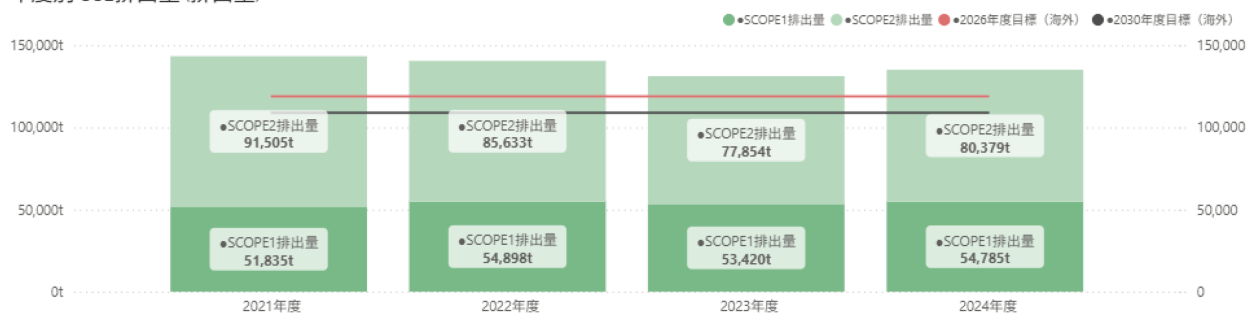 ●SCOPE1排出量 ●SCOPE2排出量 ●2026年度目標（海外） ●2030年度目標（海外）
150,000t 150,000
●SCOPE2排出量
91,505t
●SCOPE2排出量
85,633t
●SCOPE2排出量
77,854t
●SCOPE2排出量
80,379t
100,000t 100,000
50,000t 50,000
●SCOPE1排出量
51,835t
●SCOPE1排出量
54,898t
●SCOPE1排出量
53,420t
●SCOPE1排出量
54,785t
0t 0
2021年度 2022年度 2023年度 2024年度